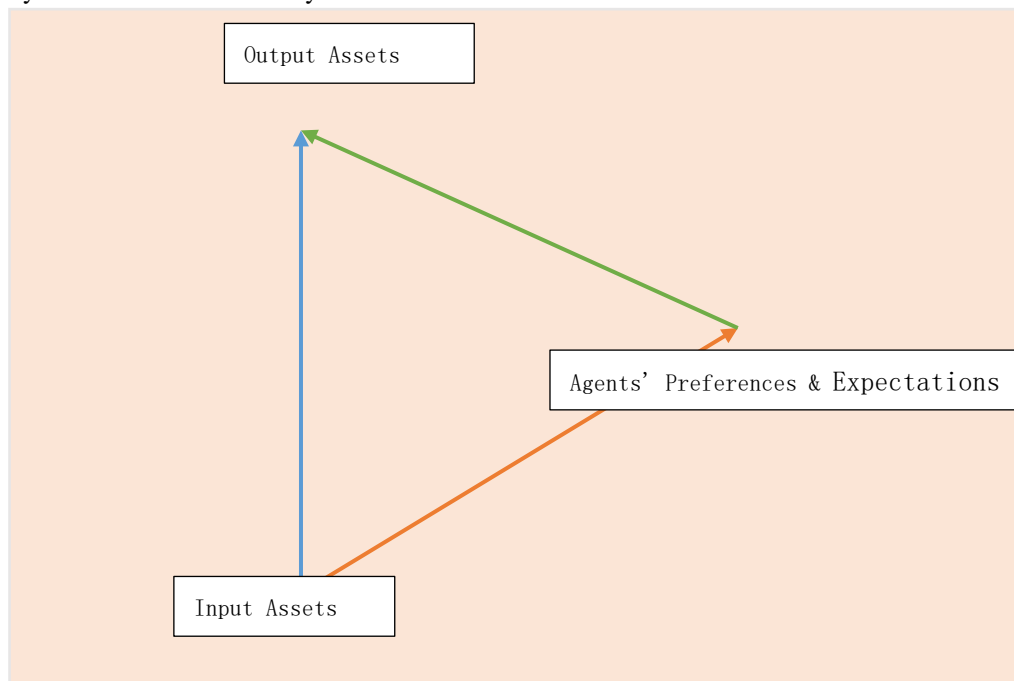 Output Assets
Agents’ Preferences & Expectations
Input Assets